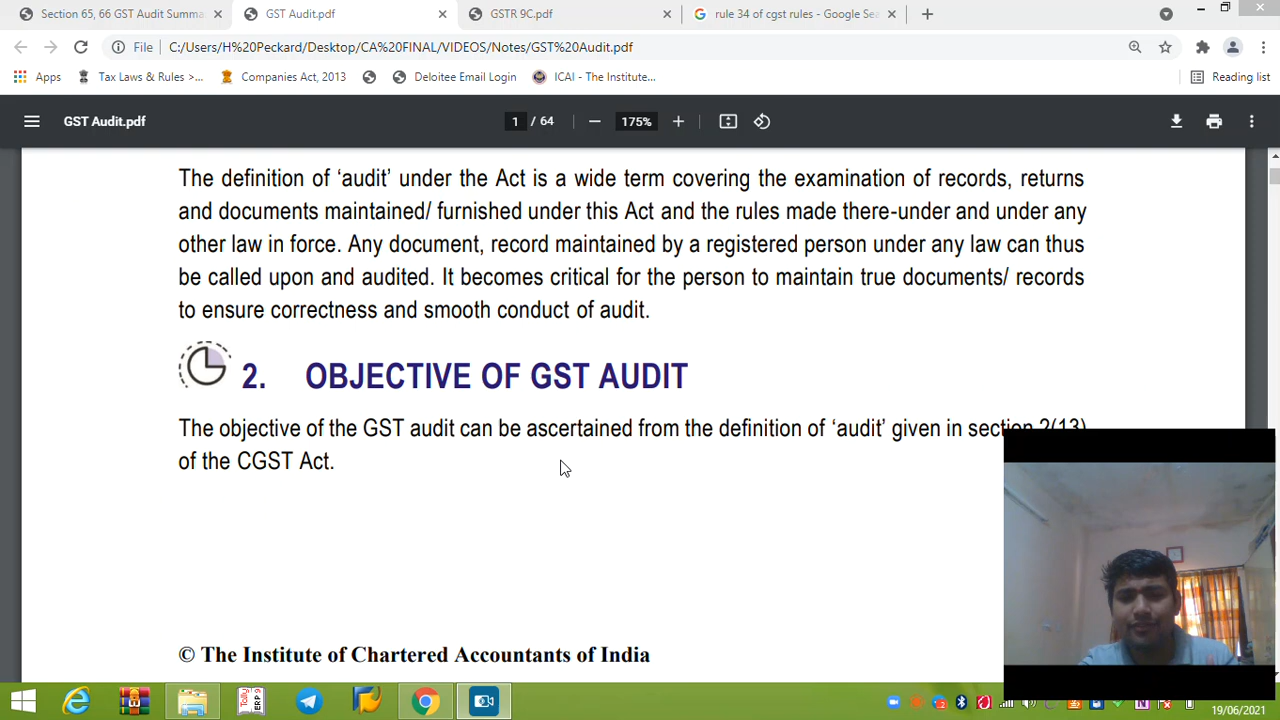 Section 65, 66 GST Audit Summa
GST Audit.pdf
GSTR 9C.pdf
rule 34 of cgst rules - Google Sea
File C:/Users/H%20Peckard/Desktop/CA%20FINAL/VIDEOS/Notes/GST%20Audit.pdf
Apps Tax Laws & Rules >... Companies Act, 2013 Deloitee Email Login ICAI - The Institute... Reading list
GST Audit.pdf 1 / 64 175%
The definition of ‘audit’ under the Act is a wide term covering the examination of records, returns
and documents maintained/ furnished under this Act and the rules made there-under and under any
other law in force. Any document, record maintained by a registered person under any law can thus
be called upon and audited. It becomes critical for the person to maintain true documents/ records
to ensure correctness and smooth conduct of audit.
2. OBJECTIVE OF GST AUDIT
The objective of the GST audit can be ascertained from the definition of ‘audit’ given in section 2(13)
of the CGST Act.
© The Institute of Chartered Accountants of India
Tally
ERP 9
19/06/2021